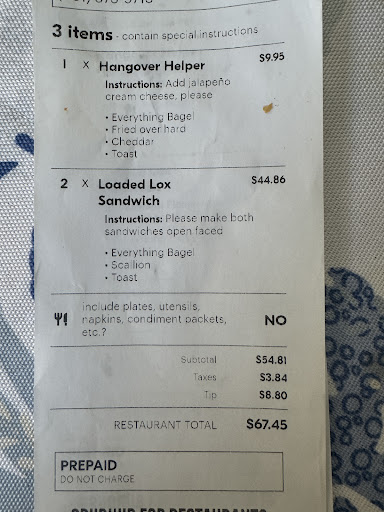 3 items - contain special instructions
1 x Hangover Helper $9.95
Instructions: Add jalapeño
cream cheese, please
• Everything Bagel
• Fried over hard
• Cheddar
• Toast
2 x Loaded Lox $44.86
Sandwich
Instructions: Please make both
sandwiches open faced
• Everything Bagel
• Scallion
• Toast
include plates, utensils,
napkins, condiment packets, NO
etc.?
Subtotal $54.81
Taxes $3.84
Tip $8.80
RESTAURANT TOTAL $67.45
PREPAID
DO NOT CHARGE
GRUBHUB FOR RESTAURANTS